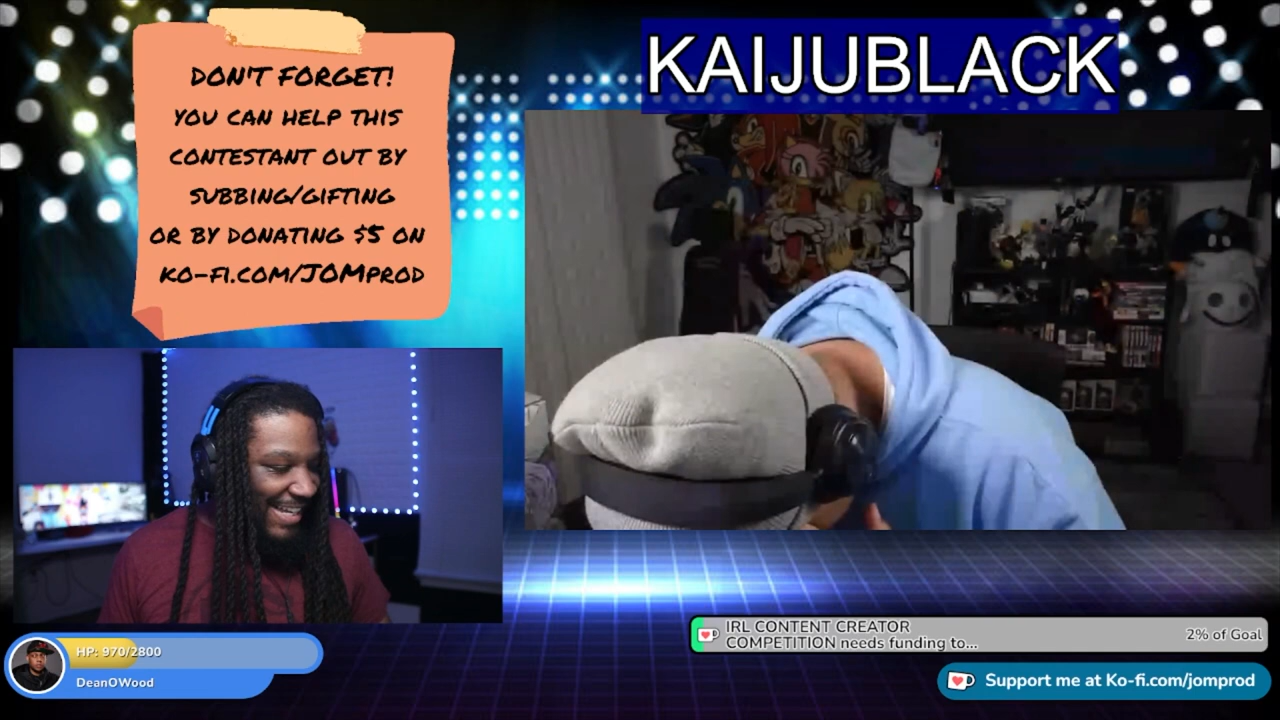 DON'T FORGET!
YOU CAN HELP THIS
CONTESTANT OUT BY
SUBBING/GIFTING
OR BY DONATING $5 ON
KO-FI.COM/JOMPROD
KAIJUBLACK
HP: 970/2800
DeanOWood
IRL CONTENT CREATOR
COMPETITION needs funding to...
2% of Goal
Support me at Ko-fi.com/jomprod